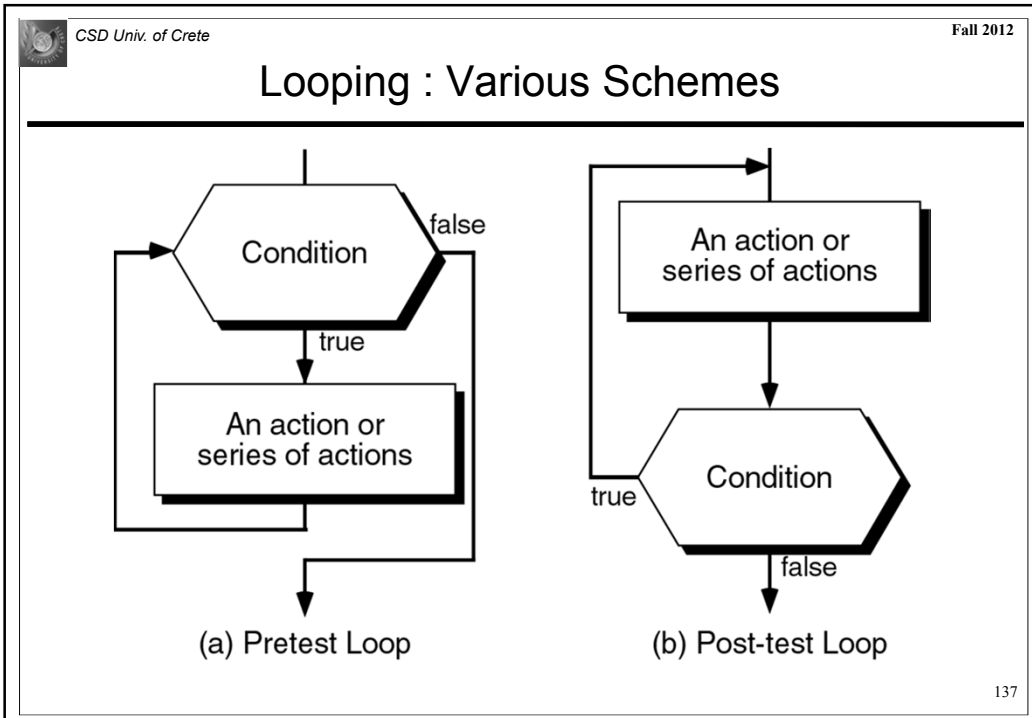 CSD Univ. of Crete
Fall 2012
Looping : Various Schemes
Condition
false
true
An action or
series of actions
(a) Pretest Loop
An action or
series of actions
Condition
true
false
(b) Post-test Loop
137